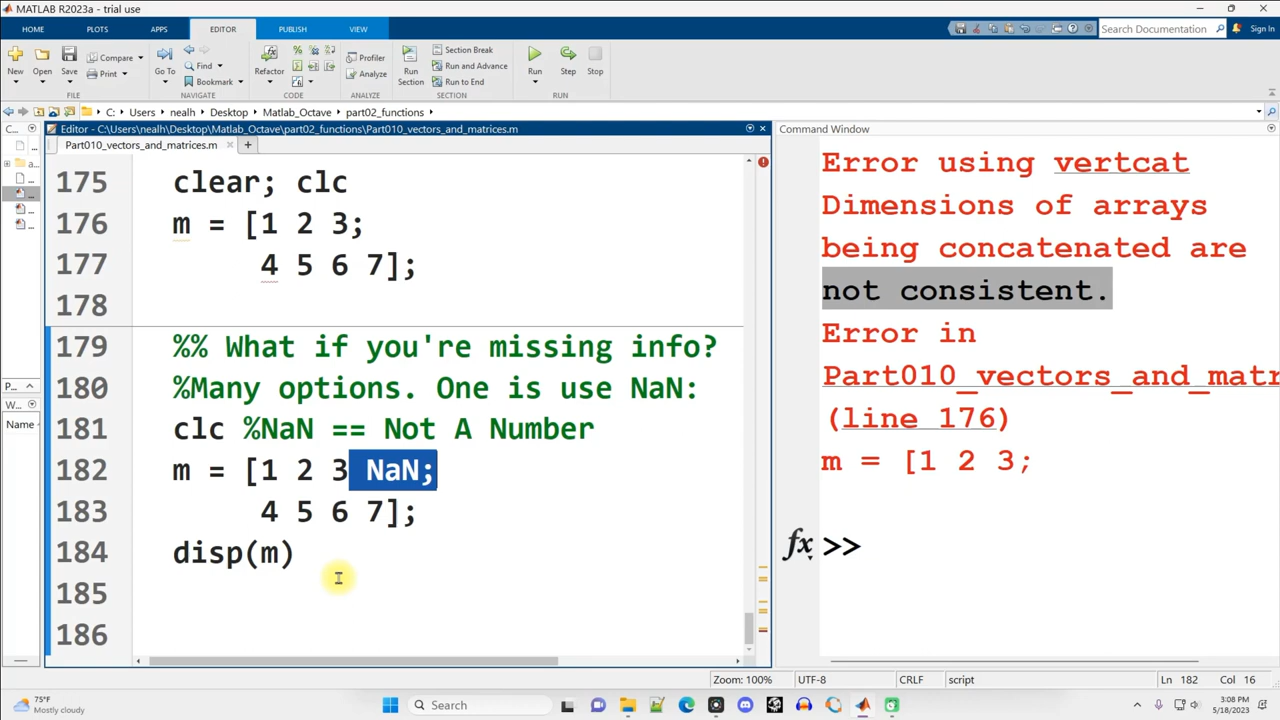 MATLAB R2023a - trial use
HOME PLOTS APPS EDITOR PUBLISH VIEW
Search Documentation Sign In
New Open Save Compare Print Go To Find Bookmark Refactor Profiler Analyze Run Section Section Break Run and Advance Run to End Run Step Stop
FILE NAVIGATE CODE ANALYZE SECTION RUN
C: Users nealh Desktop Matlab_Octave part02_functions
C... Editor - C:\Users\nealh\Desktop\Matlab_Octave\part02_functions\Part010_vectors_and_matrices.m
Part010_vectors_and_matrices.m
175 clear; clc
176 m = [1 2 3;
177 4 5 6 7];
178
179 %% What if you're missing info?
180 %Many options. One is use NaN:
181 clc %NaN == Not A Number
182 m = [1 2 3 NaN;
183 4 5 6 7];
184 disp(m)
185
186
P...
W...
Name
Command Window
Error using vertcat
Dimensions of arrays
being concatenated are
not consistent.
Error in
Part010_vectors_and_matr
(line 176)
m = [1 2 3;
fx >>
Zoom: 100% UTF-8 CRLF script Ln 182 Col 16
75°F
Mostly cloudy
Search
3:08 PM
5/18/2023